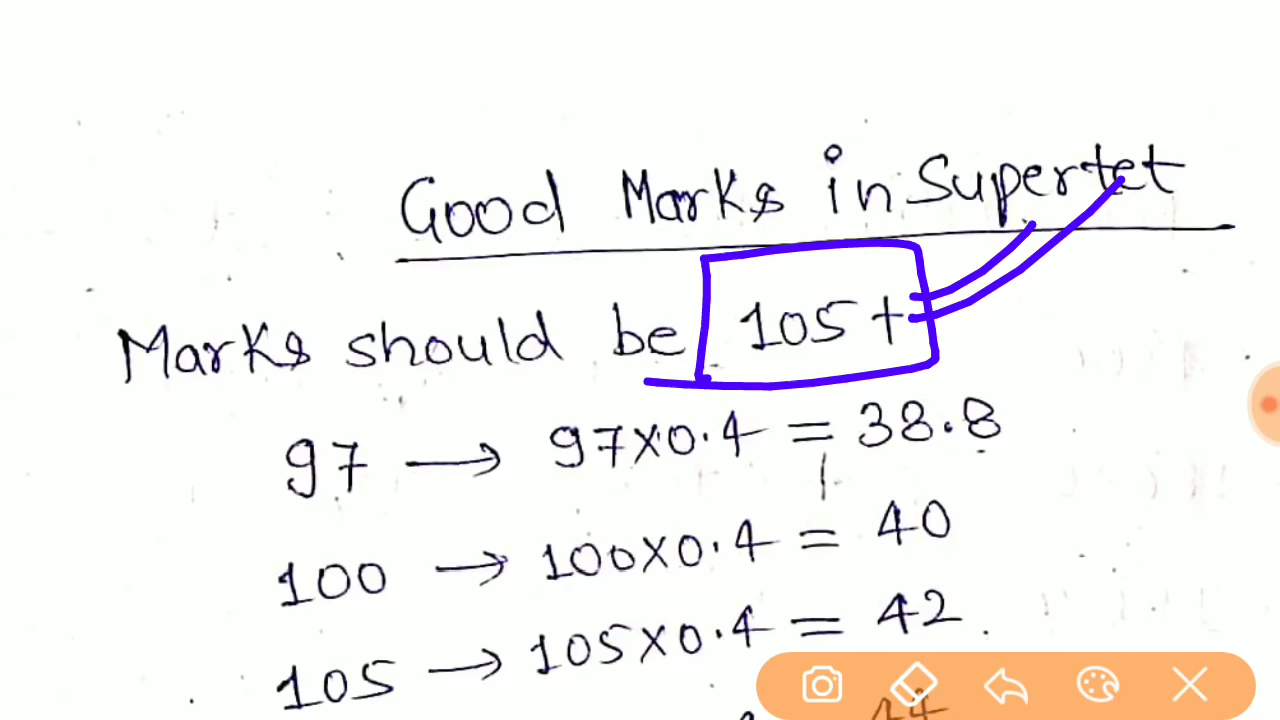 Good Marks in Supertet
Marks should be 105+
97 → 97×0.4 = 38.8
100 → 100×0.4 = 40
105 → 105×0.4 = 42
44